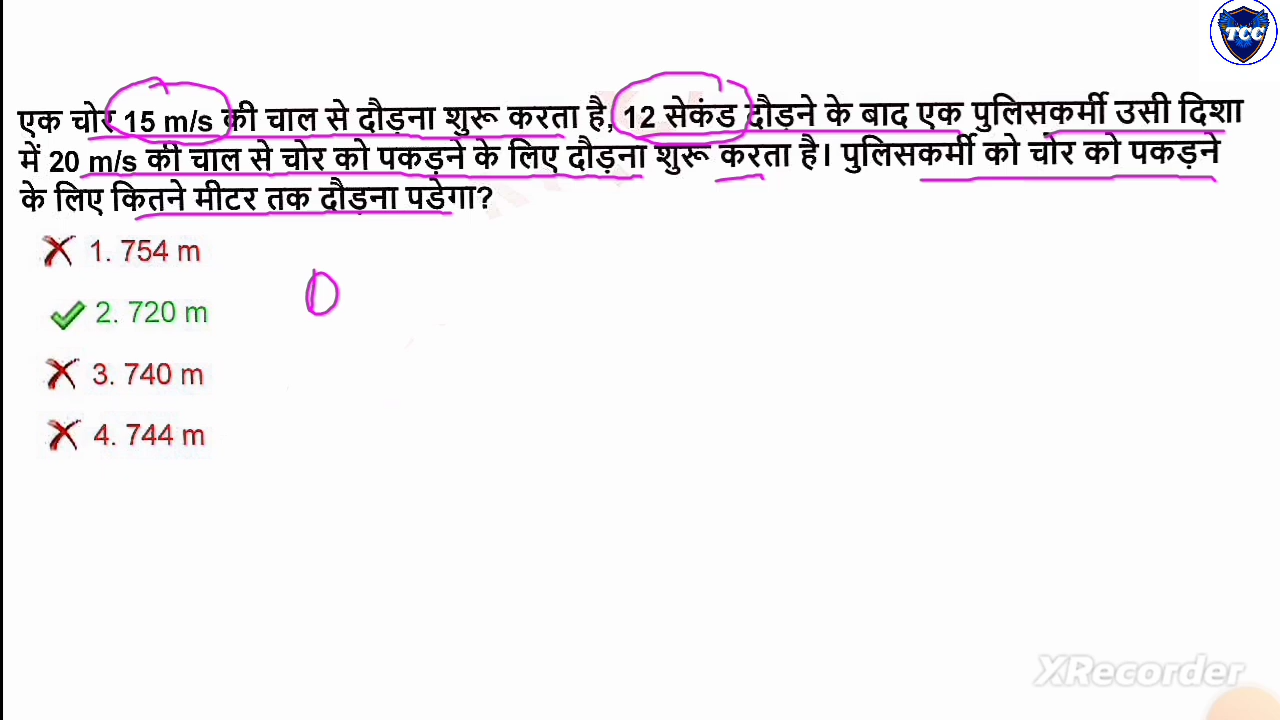 TCC
एक चोर 15 m/s की चाल से दौड़ना शुरू करता है, 12 सेकंड दौड़ने के बाद एक पुलिसकर्मी उसी दिशा
में 20 m/s की चाल से चोर को पकड़ने के लिए दौड़ना शुरू करता है। पुलिसकर्मी को चोर को पकड़ने
के लिए कितने मीटर तक दौड़ना पडेगा?
1. 754 m
2. 720 m
3. 740 m
4. 744 m
XRecorder